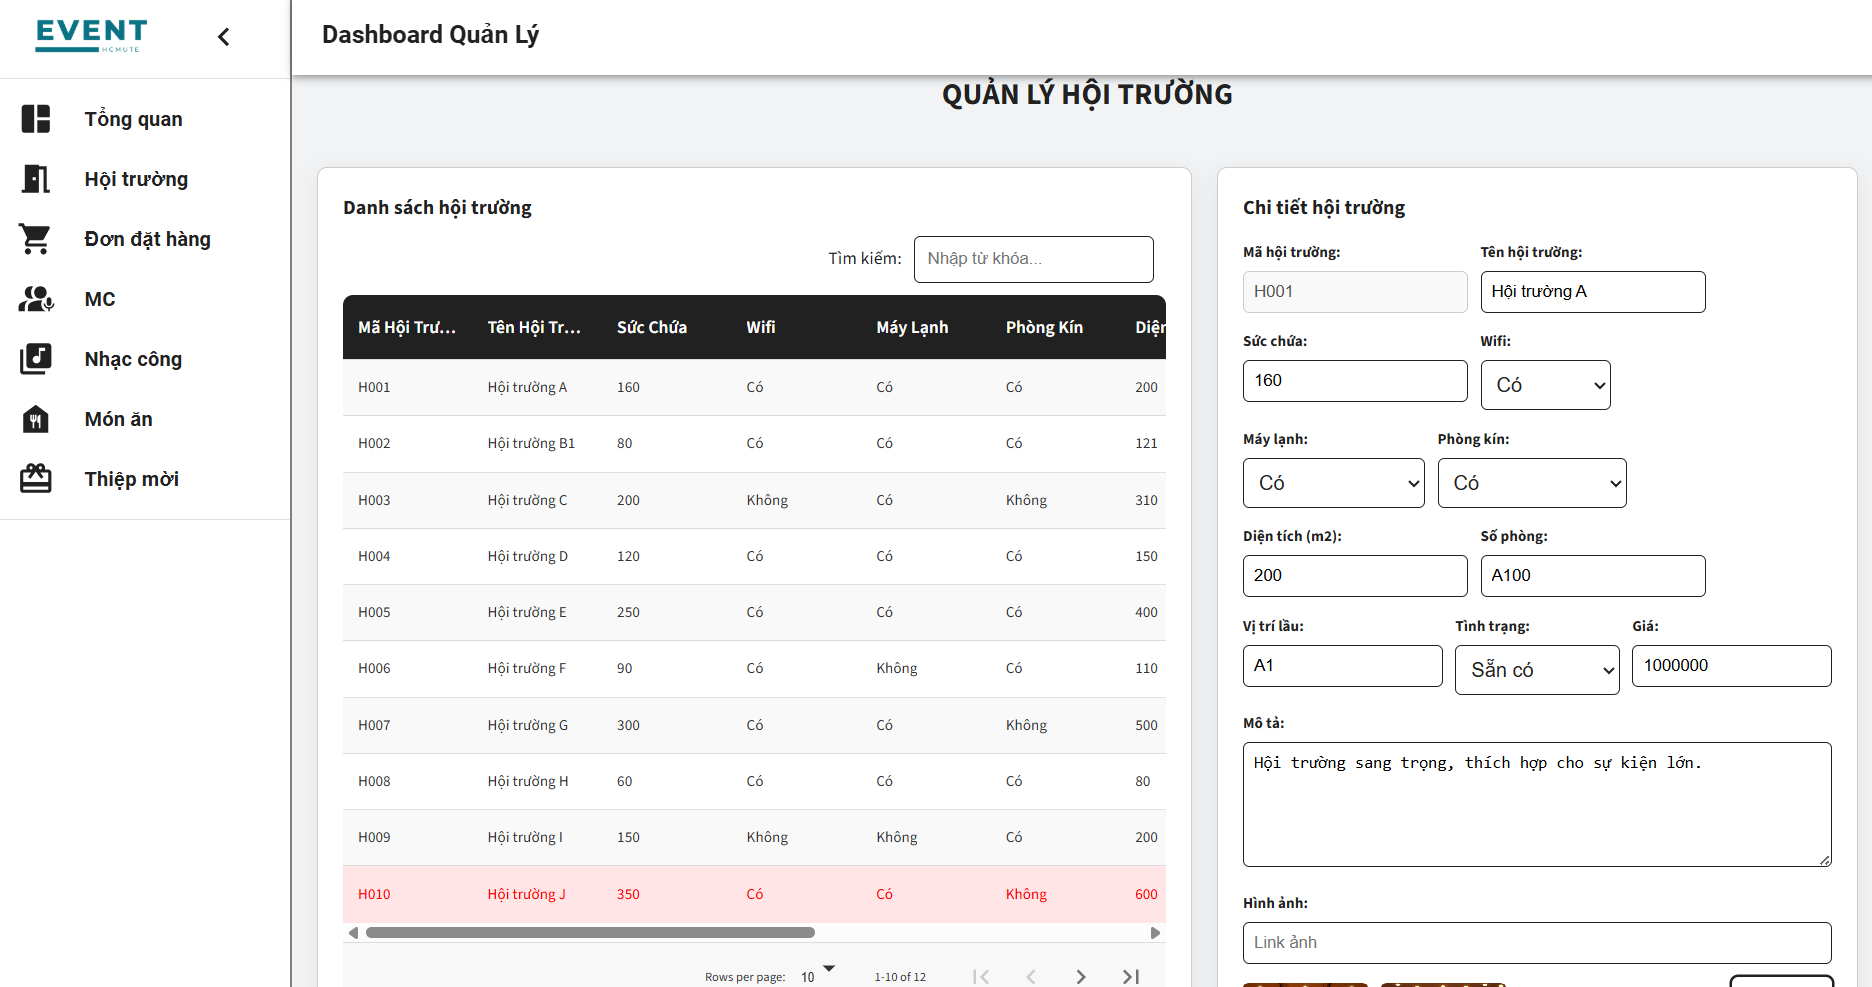 EVENT
HCMUTE
Dashboard Quản Lý
Tổng quan
Hội trường
Đơn đặt hàng
MC
Nhạc công
Món ăn
Thiệp mời
QUẢN LÝ HỘI TRƯỜNG
Danh sách hội trường
Tìm kiếm: Nhập từ khóa...
Mã Hội Trư... Tên Hội Tr... Sức Chứa Wifi Máy Lạnh Phòng Kín Diện
H001 Hội trường A 160 Có Có Có 200
H002 Hội trường B1 80 Có Có Có 121
H003 Hội trường C 200 Không Có Không 310
H004 Hội trường D 120 Có Có Có 150
H005 Hội trường E 250 Có Có Có 400
H006 Hội trường F 90 Có Không Có 110
H007 Hội trường G 300 Có Có Không 500
H008 Hội trường H 60 Có Có Có 80
H009 Hội trường I 150 Không Không Có 200
H010 Hội trường J 350 Có Có Không 600
Rows per page: 10 1-10 of 12
Chi tiết hội trường
Mã hội trường: Tên hội trường:
H001 Hội trường A
Sức chứa: Wifi:
160 Có
Máy lạnh: Phòng kín:
Có Có
Diện tích (m2): Số phòng:
200 A100
Vị trí lầu: Tình trạng: Giá:
A1 Sẵn có 1000000
Mô tả:
Hội trường sang trọng, thích hợp cho sự kiện lớn.
Hình ảnh:
Link ảnh